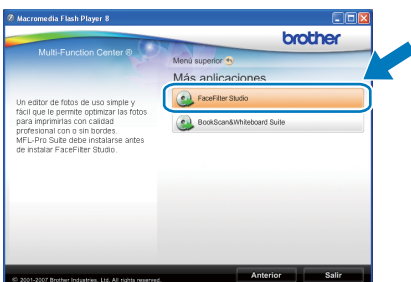 Macromedia Flash Player 8
brother
Multi-Function Center ®
Menú superior
Más aplicaciones
FaceFilter Studio
BookScan&Whiteboard Suite
Un editor de fotos de uso simple y
fácil que le permite optimizar las fotos
para imprimirlas con calidad
profesional con o sin bordes.
MFL-Pro Suite debe instalarse antes
de instalar FaceFilter Studio.
© 2001-2007 Brother Industries, Ltd. All rights reserved.
Anterior
Salir